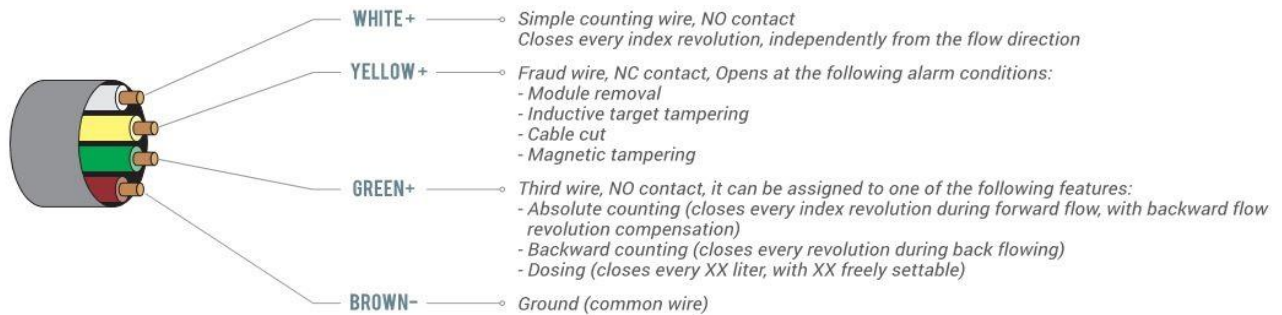 WHITE+
Simple counting wire, NO contact
Closes every index revolution, independently from the flow direction
YELLOW+
Fraud wire, NC contact, Opens at the following alarm conditions:
- Module removal
- Inductive target tampering
- Cable cut
- Magnetic tampering
GREEN+
Third wire, NO contact, it can be assigned to one of the following features:
- Absolute counting (closes every index revolution during forward flow, with backward flow
revolution compensation)
- Backward counting (closes every revolution during back flowing)
- Dosing (closes every XX liter, with XX freely settable)
BROWN-
Ground (common wire)